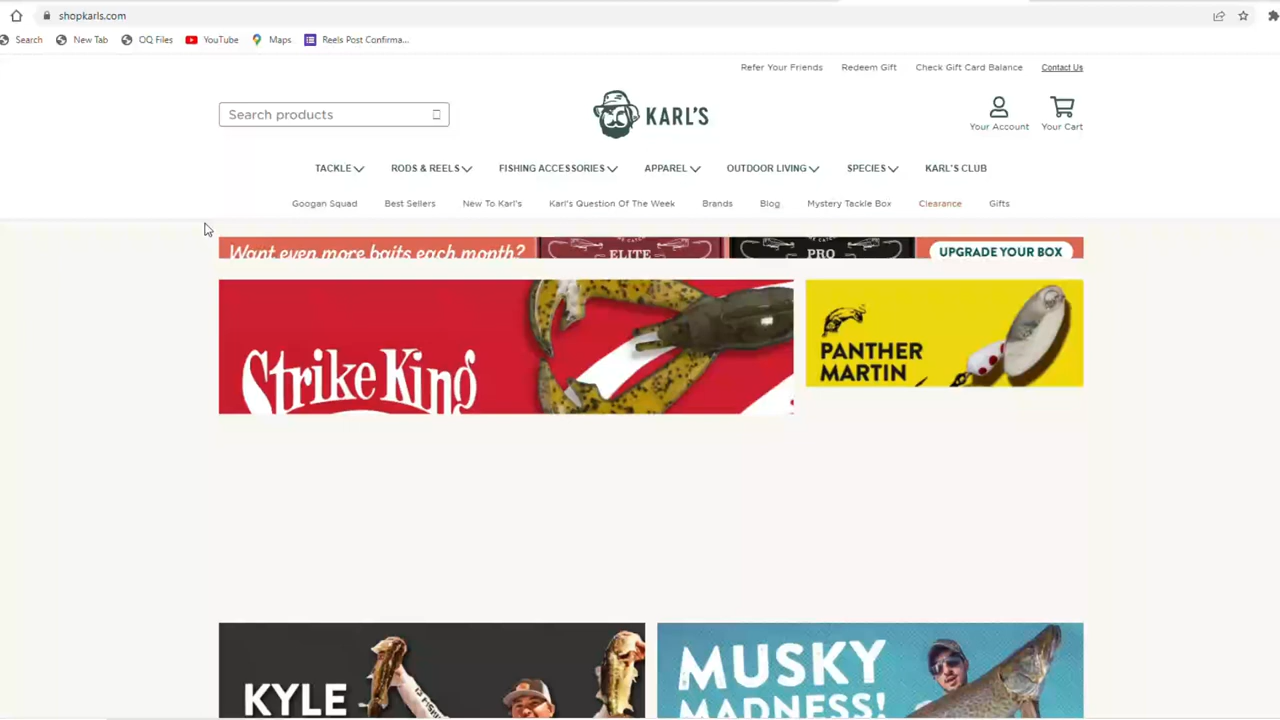 shopkarls.com
Search New Tab OQ Files YouTube Maps Reels Post Confirma...
Refer Your Friends Redeem Gift Check Gift Card Balance Contact Us
Search products
KARL'S
Your Account Your Cart
TACKLE RODS & REELS FISHING ACCESSORIES APPAREL OUTDOOR LIVING SPECIES KARL'S CLUB
Googan Squad Best Sellers New To Karl's Karl's Question Of The Week Brands Blog Mystery Tackle Box Clearance Gifts
Want even more baits each month? ELITE PRO UPGRADE YOUR BOX
Strike King
PANTHER
MARTIN
KYLE
MUSKY
MADNESS!